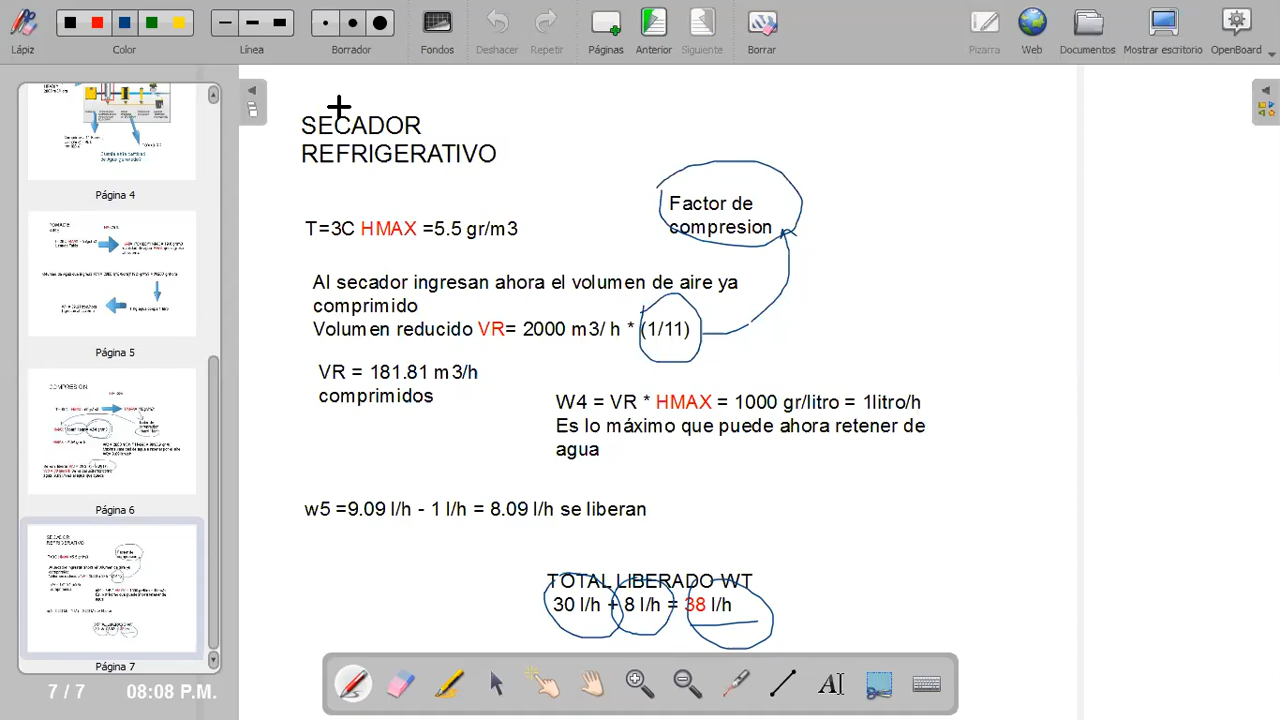 Lápiz
Color
Línea
Borrador
Fondos
Deshacer
Repetir
Páginas
Anterior
Siguiente
Borrar
Pizarra
Web
Documentos
Mostrar escritorio
OpenBoard
Página 4
Página 5
COMPRESION
Página 6
SECADOR
REFRIGERATIVO
Página 7
7 / 7
08:08 P.M.
SECADOR
REFRIGERATIVO
Factor de
compresion
T=3C HMAX =5.5 gr/m3
Al secador ingresan ahora el volumen de aire ya
comprimido
Volumen reducido VR= 2000 m3/ h * (1/11)
VR = 181.81 m3/h
comprimidos
W4 = VR * HMAX = 1000 gr/litro = 1litro/h
Es lo máximo que puede ahora retener de
agua
w5 =9.09 l/h - 1 l/h = 8.09 l/h se liberan
TOTAL LIBERADO WT
30 l/h + 8 l/h = 38 l/h